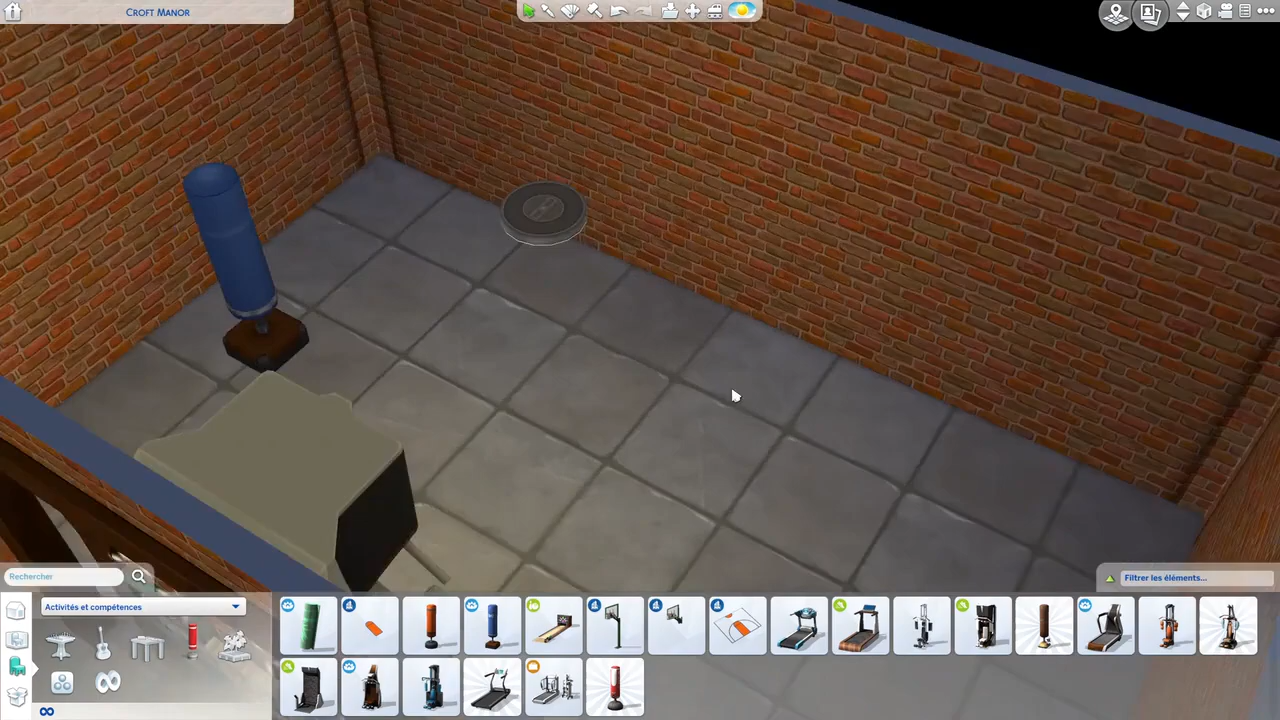 Croft Manor
Rechercher
Filtrer les éléments...
Activités et compétences